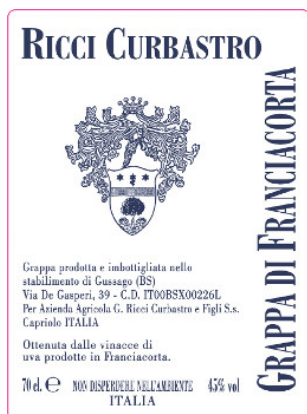 RICCI CURBASTRO
GRAPPA DI FRANCIACORTA
Grappa prodotta e imbottigliata nello
stabilimento di Gussago (BS)
Via De Gasperi, 39 - C.D. IT00BSX00226L
Per Azienda Agricola G. Ricci Curbastro e Figli S.s.
Capriolo ITALIA
Ottenuta dalle vinacce di
uva prodotte in Franciacorta.
70 cl. ℮ NON DISPERDERE NELL'AMBIENTE 45% vol
ITALIA